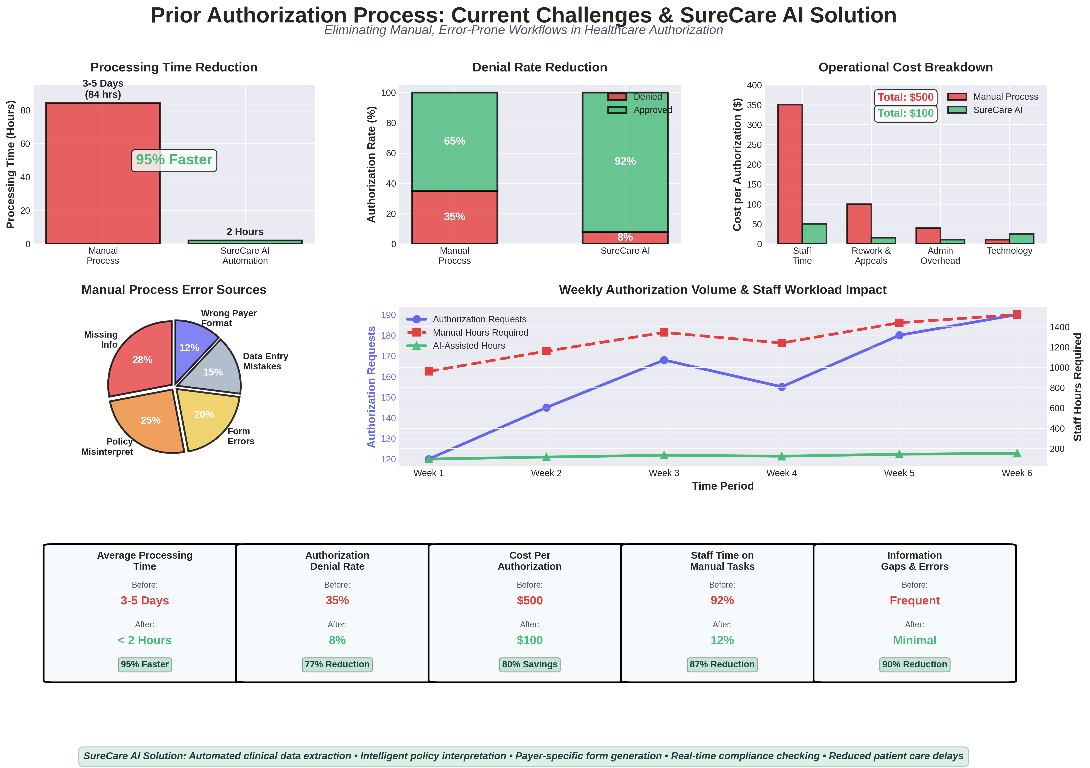 Prior Authorization Process: Current Challenges & SureCare AI Solution
Eliminating Manual, Error-Prone Workflows in Healthcare Authorization
Processing Time Reduction
Processing Time (Hours)
80
60
40
20
0
3-5 Days
(84 hrs)
95% Faster
2 Hours
Manual
Process
SureCare AI
Automation
Denial Rate Reduction
Authorization Rate (%)
100
80
60
40
20
0
Denied
Approved
65%
35%
92%
8%
Manual
Process
SureCare AI
Operational Cost Breakdown
Cost per Authorization ($)
400
350
300
250
200
150
100
50
0
Total: $500
Total: $100
Manual Process
SureCare AI
Staff
Time
Rework &
Appeals
Admin
Overhead
Technology
Manual Process Error Sources
Wrong Payer
Format
12%
Missing
Info
28%
Data Entry
Mistakes
15%
25%
20%
Policy
Misinterpret
Form
Errors
Weekly Authorization Volume & Staff Workload Impact
Authorization Requests
190
180
170
160
150
140
130
120
Authorization Requests
Manual Hours Required
AI-Assisted Hours
1400
1200
1000
800
600
400
200
Staff Hours Required
Week 1
Week 2
Week 3
Week 4
Week 5
Week 6
Time Period
Average Processing
Time
Before:
3-5 Days
After:
< 2 Hours
95% Faster
Authorization
Denial Rate
Before:
35%
After:
8%
77% Reduction
Cost Per
Authorization
Before:
$500
After:
$100
80% Savings
Staff Time on
Manual Tasks
Before:
92%
After:
12%
87% Reduction
Information
Gaps & Errors
Before:
Frequent
After:
Minimal
90% Reduction
SureCare AI Solution: Automated clinical data extraction • Intelligent policy interpretation • Payer-specific form generation • Real-time compliance checking • Reduced patient care delays